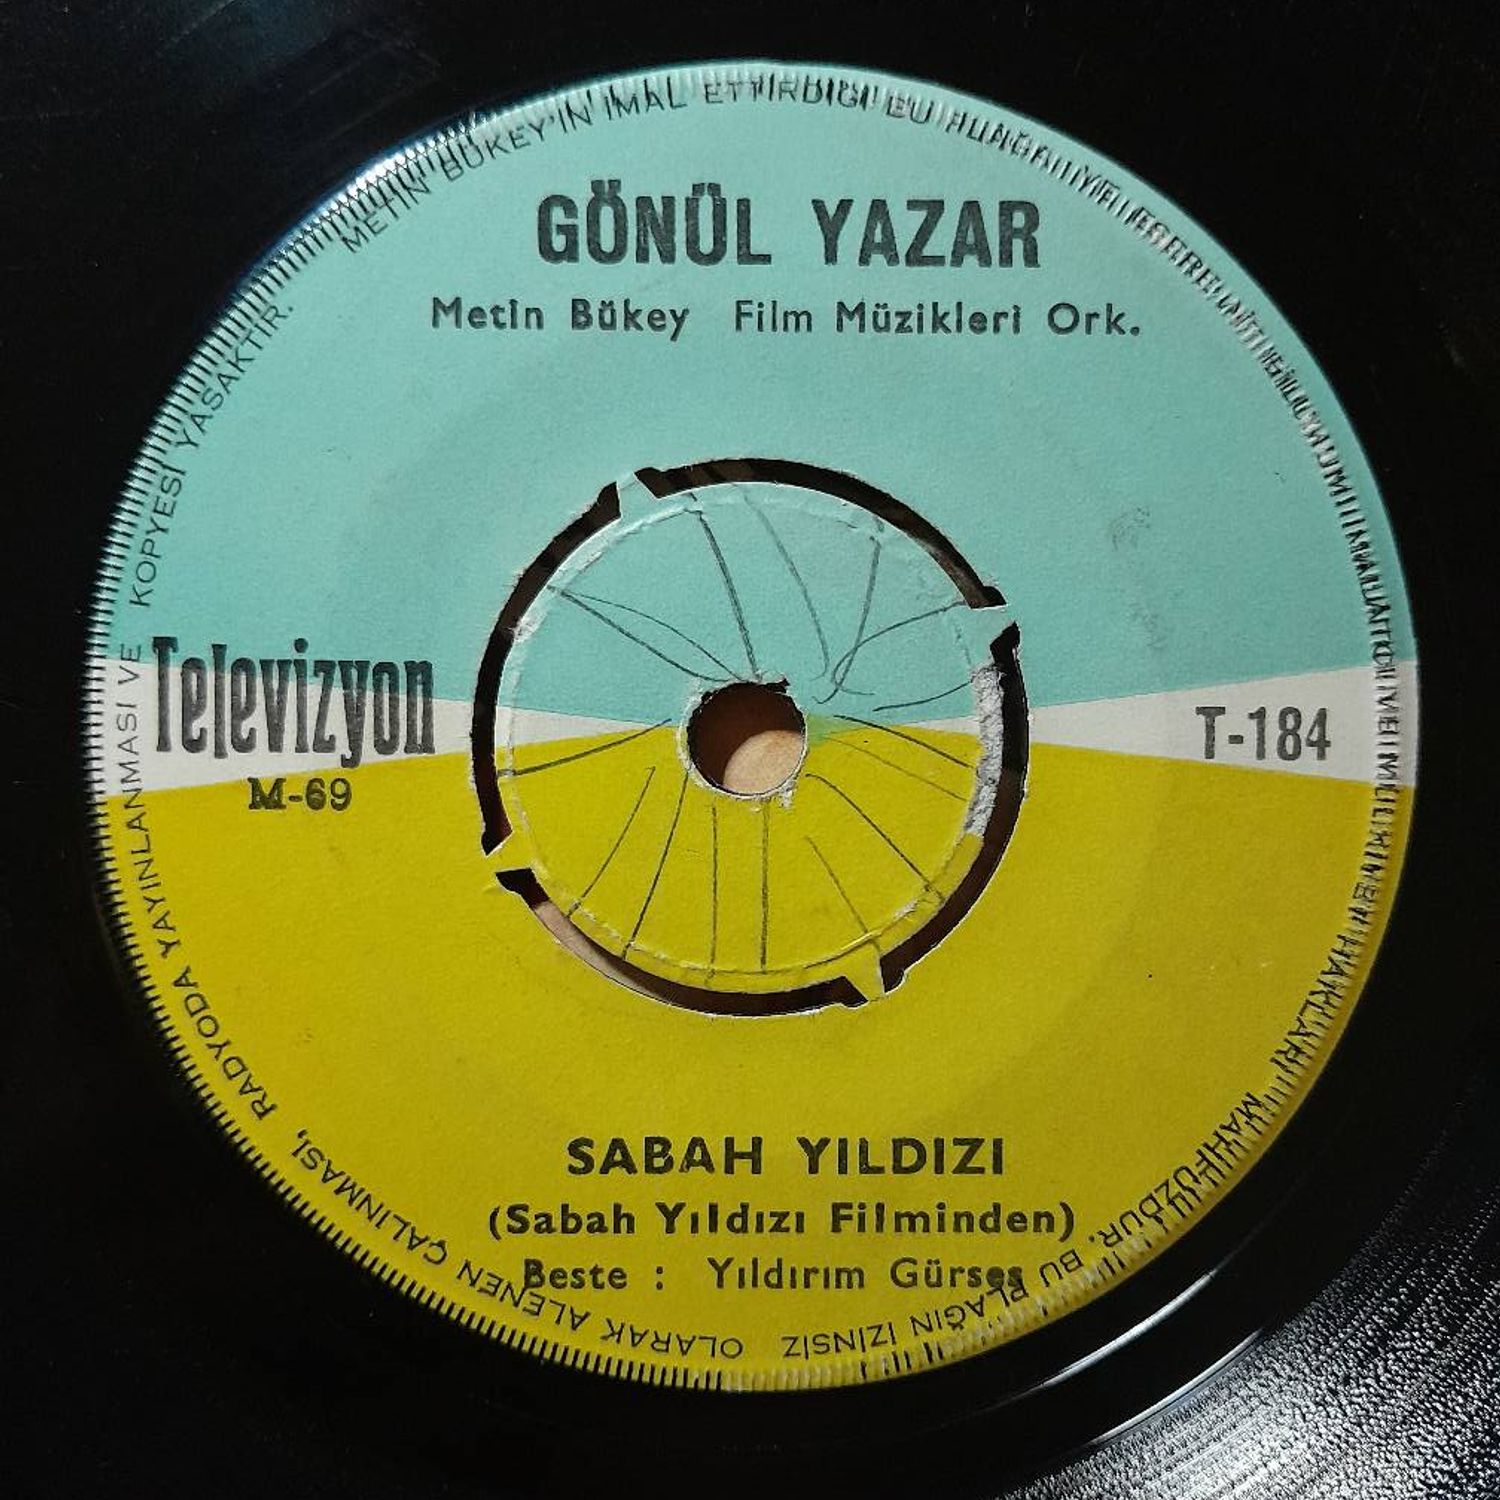 METİN BÜKEY'İN İMAL ETTİRDİĞİ BU
HAKLARI MAHFUZDUR. BU PLAĞIN İZİNSİZ OLARAK ALENEN ÇALINMASI, RADYODA YAYINLANMASI VE KOPYESİ YASAKTIR.
GÖNÜL YAZAR
Metin Bükey Film Müzikleri Ork.
Televizyon
M-69
T-184
SABAH YILDIZI
(Sabah Yıldızı Filminden)
Beste : Yıldırım Gürses